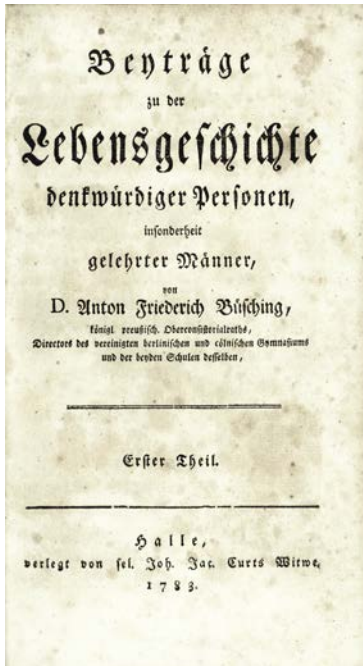 Beyträge
zu der
Lebensgeschichte
denkwürdiger Personen,
insonderheit
gelehrter Männer,
von
D. Anton Friederich Büsching,
königl. preußisch. Oberconsistorialraths,
Directors des vereinigten berlinischen und cölnischen Gymnasiums
und der beyden Schulen desselben,
Erster Theil.
Halle,
verlegt von sel. Joh. Jac. Curts Witwe,
1783.